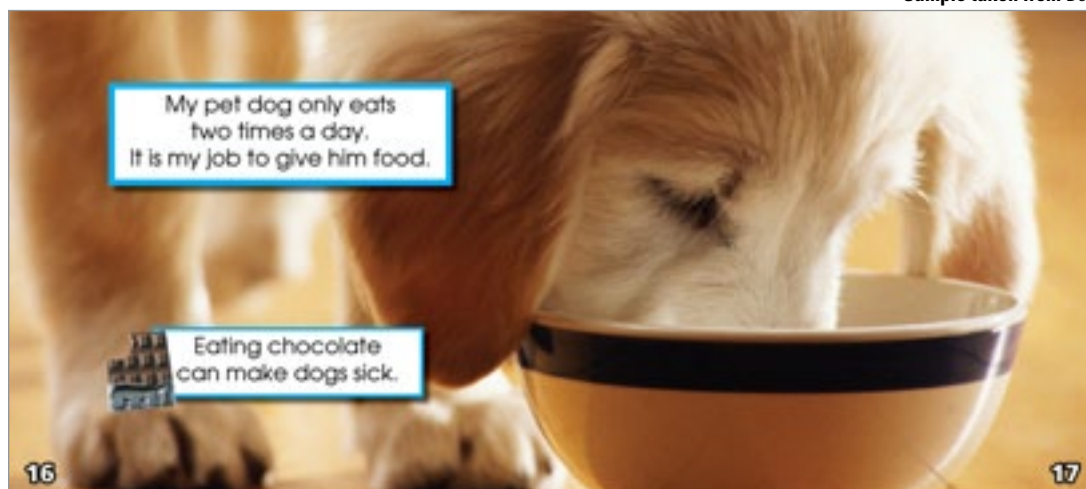 My pet dog only eats
two times a day.
It is my job to give him food.
Eating chocolate
can make dogs sick.
16
17